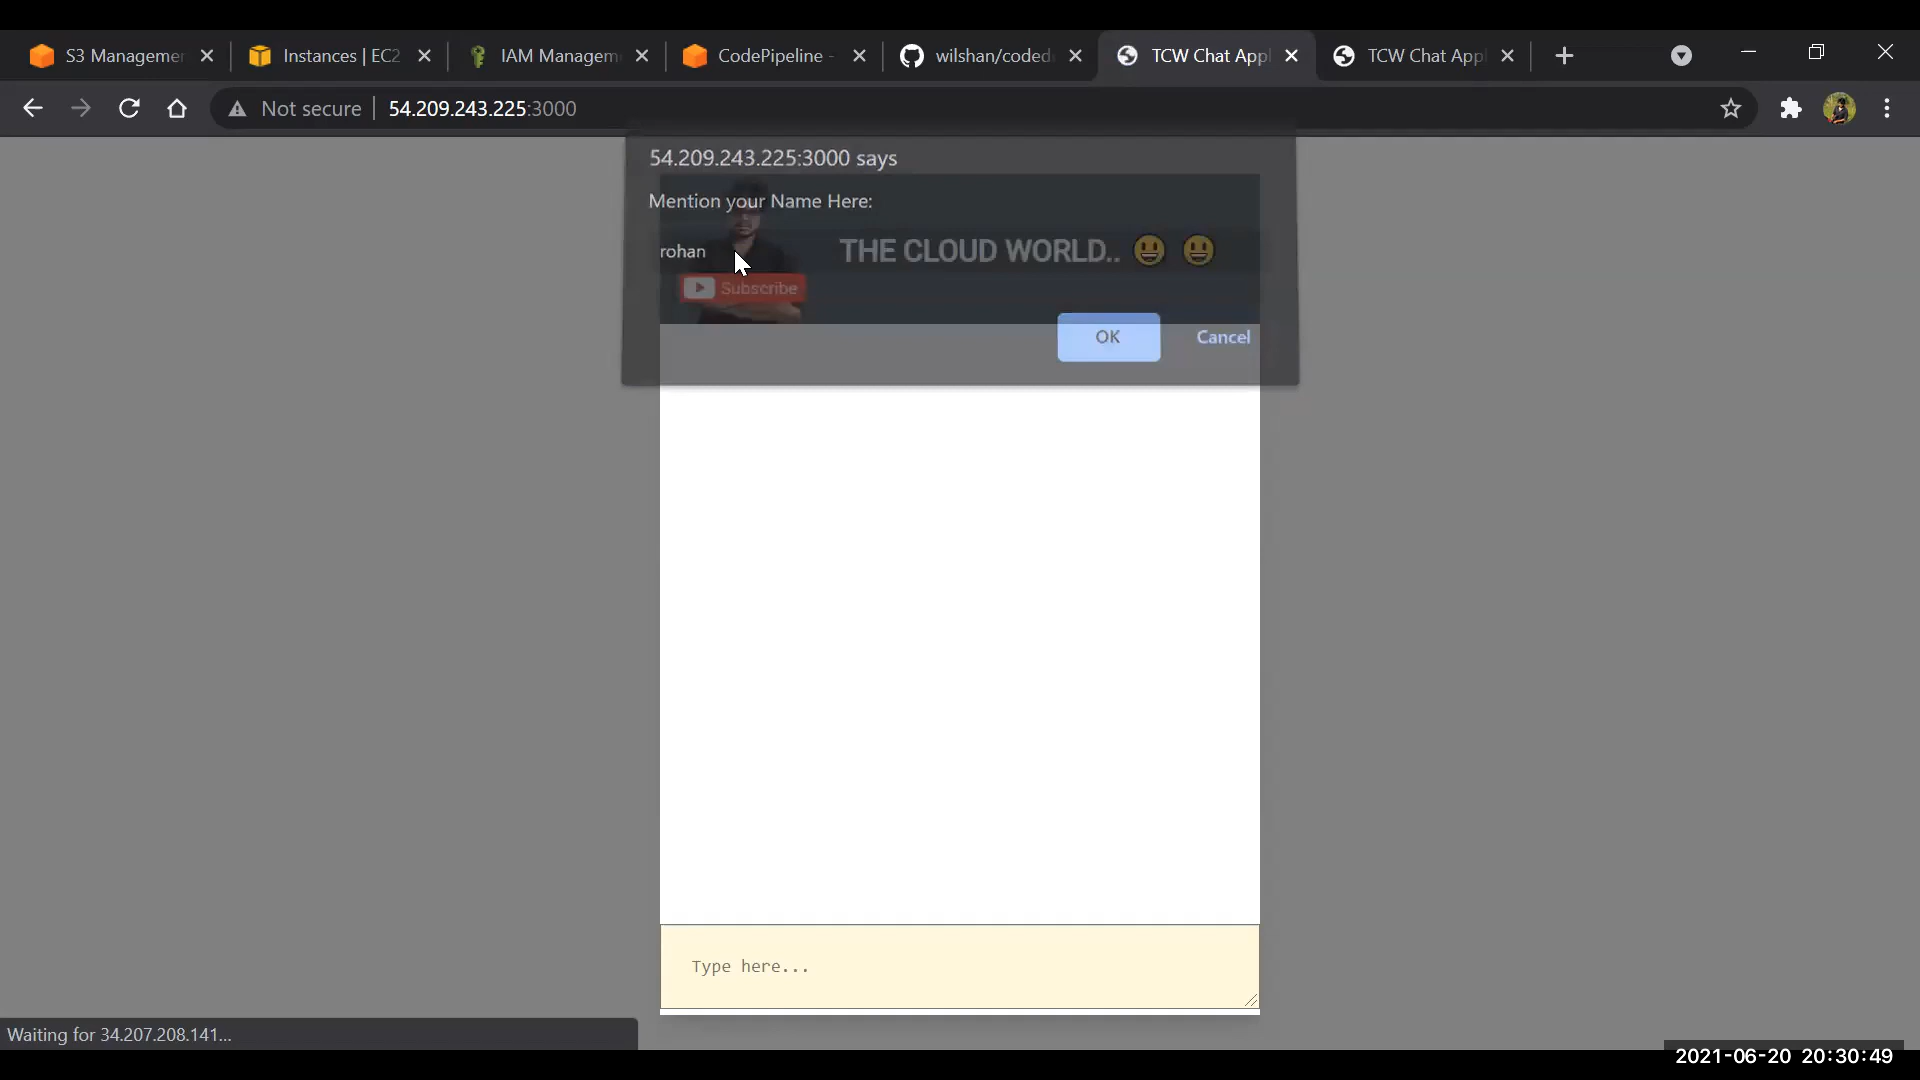 S3 Managemen
Instances | EC2
IAM Managem
CodePipeline -
wilshan/coded
TCW Chat Appl
TCW Chat Appl
Not secure
54.209.243.225:3000
54.209.243.225:3000 says
Mention your Name Here:
rohan
THE CLOUD WORLD.. 😃 😃
Subscribe
OK
Cancel
Type here...
Waiting for 34.207.208.141...
2021-06-20 20:30:49